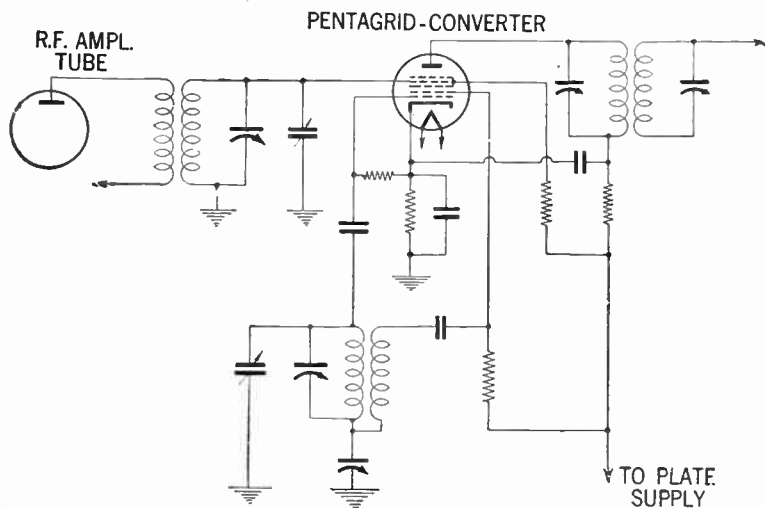 PENTAGRID-CONVERTER
R.F. AMPL.
TUBE
TO PLATE
SUPPLY